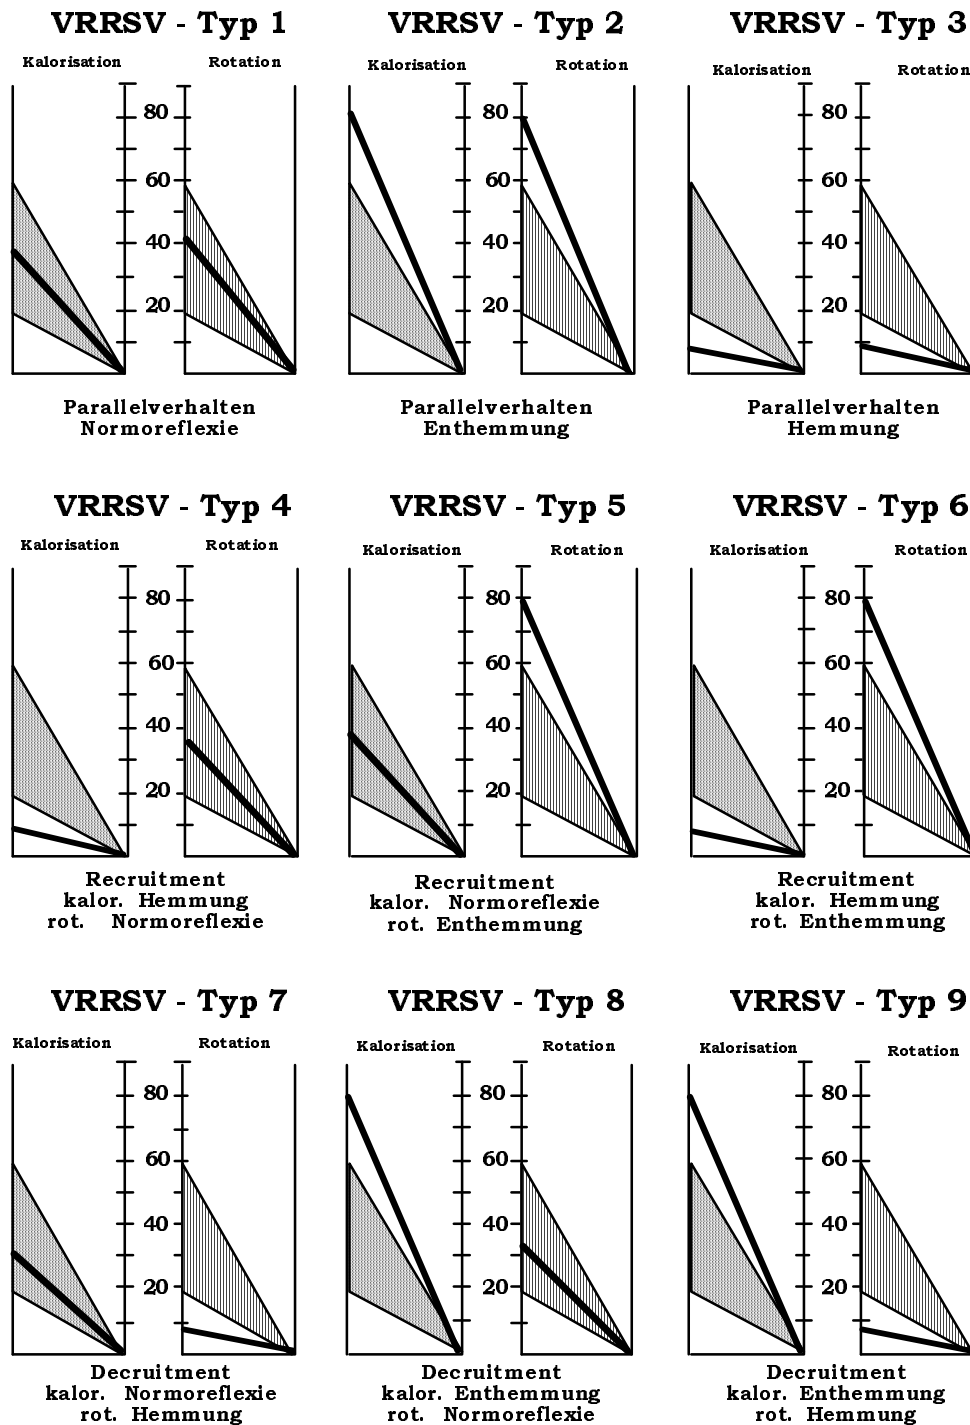 VRRSV - Typ 1
Kalorisation
Rotation
80
60
40
20
Parallelverhalten
Normoreflexie
VRRSV - Typ 2
Kalorisation
Rotation
80
60
40
20
Parallelverhalten
Enthemmung
VRRSV - Typ 3
Kalorisation
Rotation
80
60
40
20
Parallelverhalten
Hemmung
VRRSV - Typ 4
Kalorisation
Rotation
80
60
40
20
Recruitment
kalor. Hemmung
rot. Normoreflexie
VRRSV - Typ 5
Kalorisation
Rotation
80
60
40
20
Recruitment
kalor. Normoreflexie
rot. Enthemmung
VRRSV - Typ 6
Kalorisation
Rotation
80
60
40
20
Recruitment
kalor. Hemmung
rot. Enthemmung
VRRSV - Typ 7
Kalorisation
Rotation
80
60
40
20
Decruitment
kalor. Normoreflexie
rot. Hemmung
VRRSV - Typ 8
Kalorisation
Rotation
80
60
40
20
Decruitment
kalor. Enthemmung
rot. Normoreflexie
VRRSV - Typ 9
Kalorisation
Rotation
80
60
40
20
Decruitment
kalor. Enthemmung
rot. Hemmung